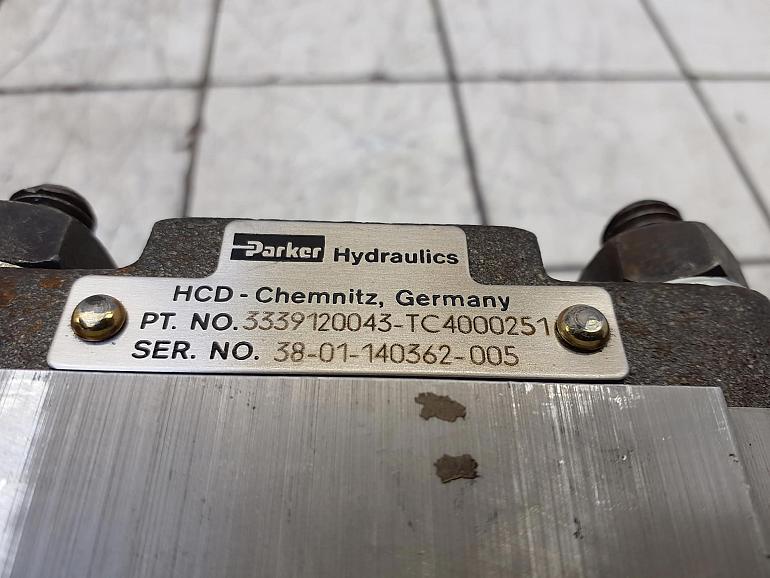 Parker Hydraulics
HCD - Chemnitz, Germany
PT. NO. 3339120043-TC4000251
SER. NO. 38-01-140362-005